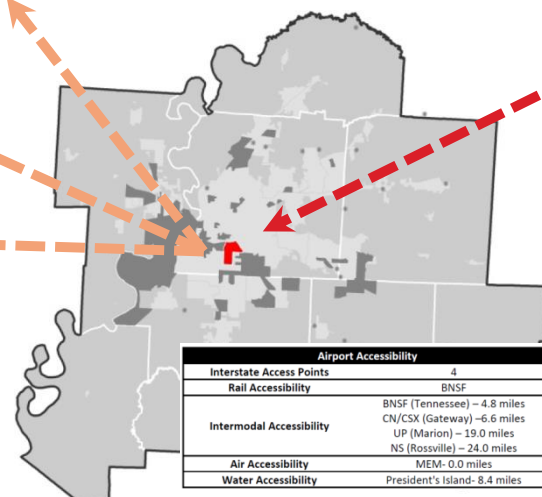 Airport Accessibility
Interstate Access Points 4
Rail Accessibility BNSF
Intermodal Accessibility
BNSF (Tennessee) – 4.8 miles
CN/CSX (Gateway) –6.6 miles
UP (Marion) – 19.0 miles
NS (Rossville) – 24.0 miles
Air Accessibility MEM- 0.0 miles
Water Accessibility President's Island- 8.4 miles